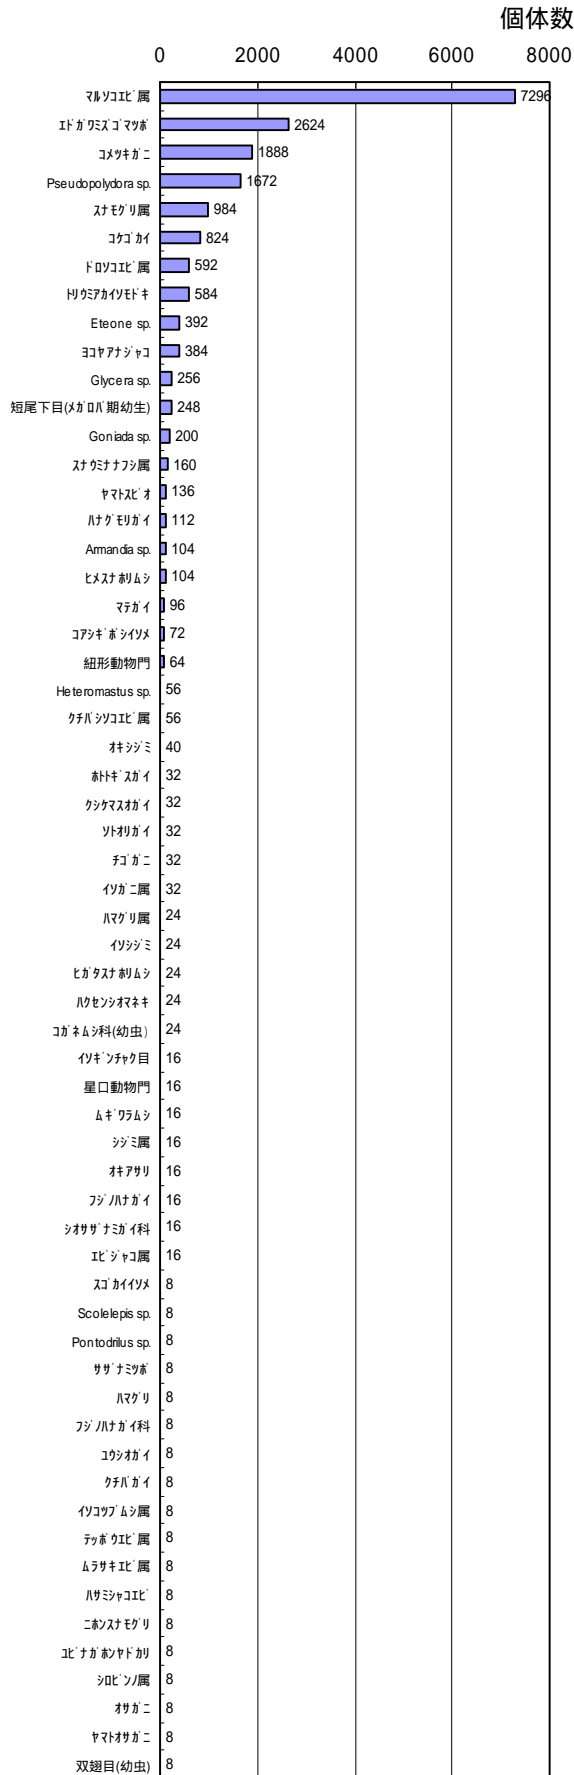 個体数
0 2000 4000 6000 8000
ﾏﾙｿｺｴﾋﾞ属 7296
ｴﾄﾞｶﾞﾜﾐｽﾞｺﾞﾏﾂﾎﾞ 2624
ｺﾒﾂｷｶﾞﾆ 1888
Pseudopolydora sp. 1672
ｽﾅﾓｸﾞﾘ属 984
ｺｹｺﾞｶｲ 824
ﾄﾞﾛｿｺｴﾋﾞ属 592
ﾄﾘｳﾐｱｶｲｿﾓﾄﾞｷ 584
Eteone sp. 392
ﾖｺﾔｱﾅｼﾞｬｺ 384
Glycera sp. 256
短尾下目(ﾒｶﾞﾛﾊﾟ期幼生) 248
Goniada sp. 200
ｽﾅｳﾐﾅﾅﾌｼ属 160
ﾔﾏﾄｽﾋﾟｵ 136
ﾊﾅｸﾞﾓﾘｶﾞｲ 112
Armandia sp. 104
ﾋﾒｽﾅﾎﾘﾑｼ 104
ﾏﾃｶﾞｲ 96
ｺｱｼｷﾞﾎﾞｼｲｿﾒ 72
紐形動物門 64
Heteromastus sp. 56
ｸﾁﾊﾞｼｿｺｴﾋﾞ属 56
ｵｷｼｼﾞﾐ 40
ﾎﾄﾄｷﾞｽｶﾞｲ 32
ｸｼｹﾏｽｵｶﾞｲ 32
ｿﾄｵﾘｶﾞｲ 32
ﾁｺﾞｶﾞﾆ 32
ｲｿｶﾞﾆ属 32
ﾊﾏｸﾞﾘ属 24
ｲｿｼｼﾞﾐ 24
ﾋｶﾞﾀｽﾅﾎﾘﾑｼ 24
ﾊｸｾﾝｼｵﾏﾈｷ 24
ｺｶﾞﾈﾑｼ科(幼虫) 24
ｲｿｷﾞﾝﾁｬｸ目 16
星口動物門 16
ﾑｷﾞﾜﾗﾑｼ 16
ｼｼﾞﾐ属 16
ｵｷｱｻﾘ 16
ﾌｼﾞﾉﾊﾅｶﾞｲ 16
ｼｵｻｻﾞﾅﾐｶﾞｲ科 16
ｴﾋﾞｼﾞｬｺ属 16
ｽｺﾞｶｲｲｿﾒ 8
Scolelepis sp. 8
Pontodrilus sp. 8
ｻｻﾞﾅﾐﾂﾎﾞ 8
ﾊﾏｸﾞﾘ 8
ﾌｼﾞﾉﾊﾅｶﾞｲ科 8
ﾕｳｼｵｶﾞｲ 8
ｸﾁﾊﾞｶﾞｲ 8
ｲｿｺﾂﾌﾞﾑｼ属 8
ﾃｯﾎﾟｳｴﾋﾞ属 8
ﾑﾗｻｷｴﾋﾞ属 8
ﾊｻﾐｼｬｺｴﾋﾞ 8
ﾆﾎﾝｽﾅﾓｸﾞﾘ 8
ﾕﾋﾞﾅｶﾞﾎﾝﾔﾄﾞｶﾘ 8
ｼﾛﾋﾟﾝﾉ属 8
ｵｻｶﾞﾆ 8
ﾔﾏﾄｵｻｶﾞﾆ 8
双翅目(幼虫) 8